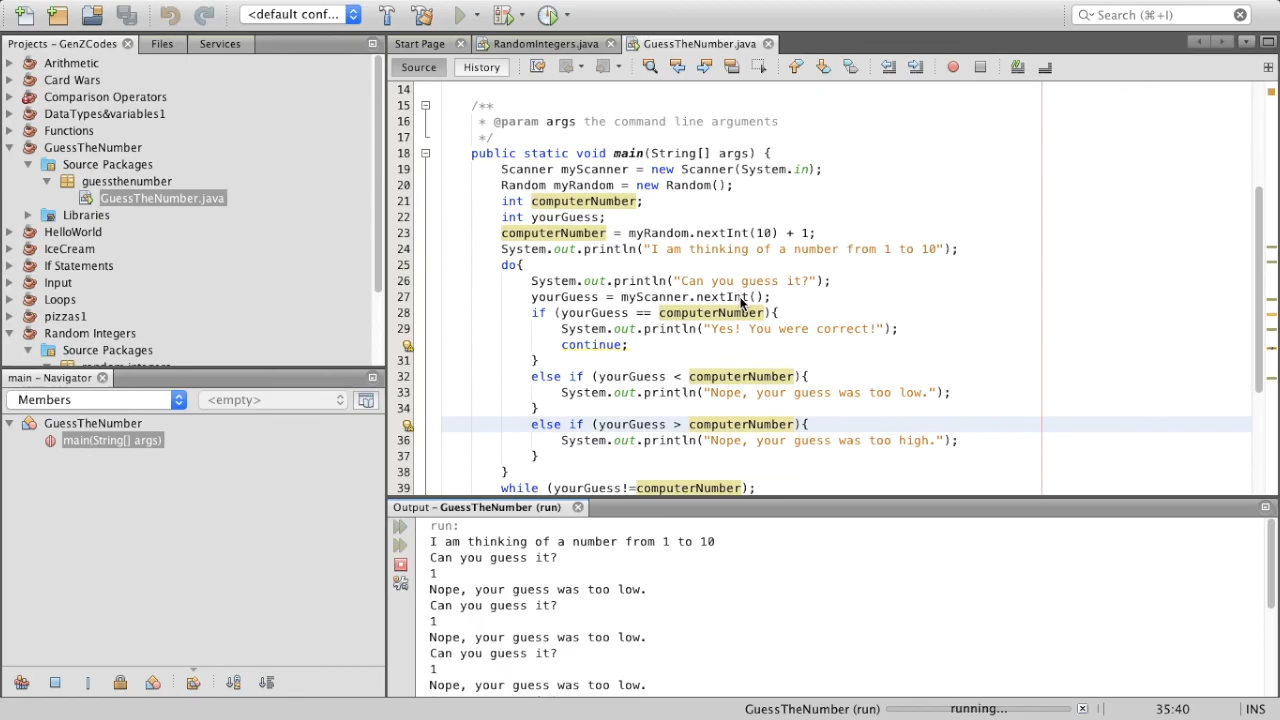 <default conf...
Search (⌘+I)
Projects – GenZCodes
Files
Services
Start Page
RandomIntegers.java
GuessTheNumber.java
Source
History
Arithmetic
Card Wars
Comparison Operators
DataTypes&variables1
Functions
GuessTheNumber
Source Packages
guessthenumber
GuessTheNumber.java
Libraries
HelloWorld
IceCream
If Statements
Input
Loops
pizzas1
Random Integers
Source Packages
main – Navigator
Members
<empty>
GuessTheNumber
main(String[] args)
14
15 /**
16 * @param args the command line arguments
17 */
18 public static void main(String[] args) {
19 Scanner myScanner = new Scanner(System.in);
20 Random myRandom = new Random();
21 int computerNumber;
22 int yourGuess;
23 computerNumber = myRandom.nextInt(10) + 1;
24 System.out.println("I am thinking of a number from 1 to 10");
25 do{
26 System.out.println("Can you guess it?");
27 yourGuess = myScanner.nextInt();
28 if (yourGuess == computerNumber){
29 System.out.println("Yes! You were correct!");
continue;
31 }
32 else if (yourGuess < computerNumber){
33 System.out.println("Nope, your guess was too low.");
34 }
else if (yourGuess > computerNumber){
36 System.out.println("Nope, your guess was too high.");
37 }
38 }
39 while (yourGuess!=computerNumber);
Output – GuessTheNumber (run)
run:
I am thinking of a number from 1 to 10
Can you guess it?
1
Nope, your guess was too low.
Can you guess it?
1
Nope, your guess was too low.
Can you guess it?
1
Nope, your guess was too low.
GuessTheNumber (run)
running...
35:40
INS